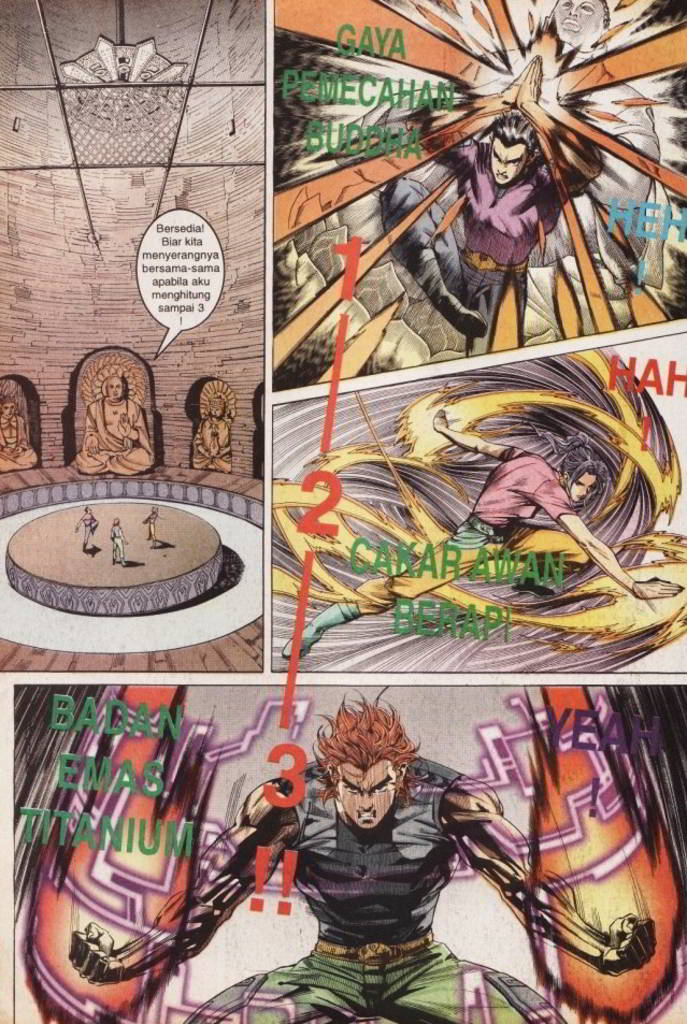 Bersedia!
Biar kita
menyerangnya
bersama-sama
apabila aku
menghitung
sampai 3
!
GAYA
PEMECAHAN
BUDDHA
HEH
!
1
HAH
!
2
CAKAR AWAN
BERAPI
BADAN
EMAS
TITANIUM
3
!!
YEAH
!